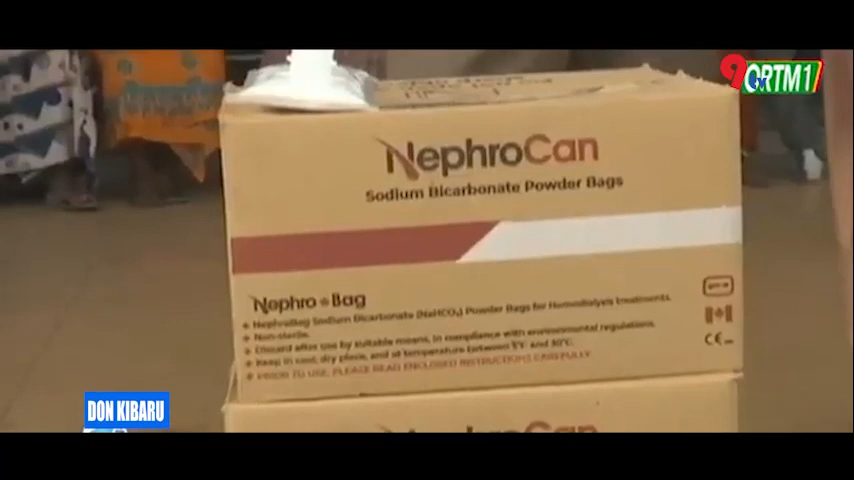 ORTM1
NephroCan
Sodium Bicarbonate Powder Bags
Nephro Bag
NephroBag Sodium Bicarbonate (NaHCO₃) Powder Bags for Hemodialysis treatments.
Non-sterile.
Discard after use by suitable means, in compliance with environmental regulations.
Keep in cool, dry place, and at temperature between 5°C and 30°C.
PRIOR TO USE, PLEASE READ ENCLOSED INSTRUCTIONS CAREFULLY
CE
DON KIBARU
NephroCan